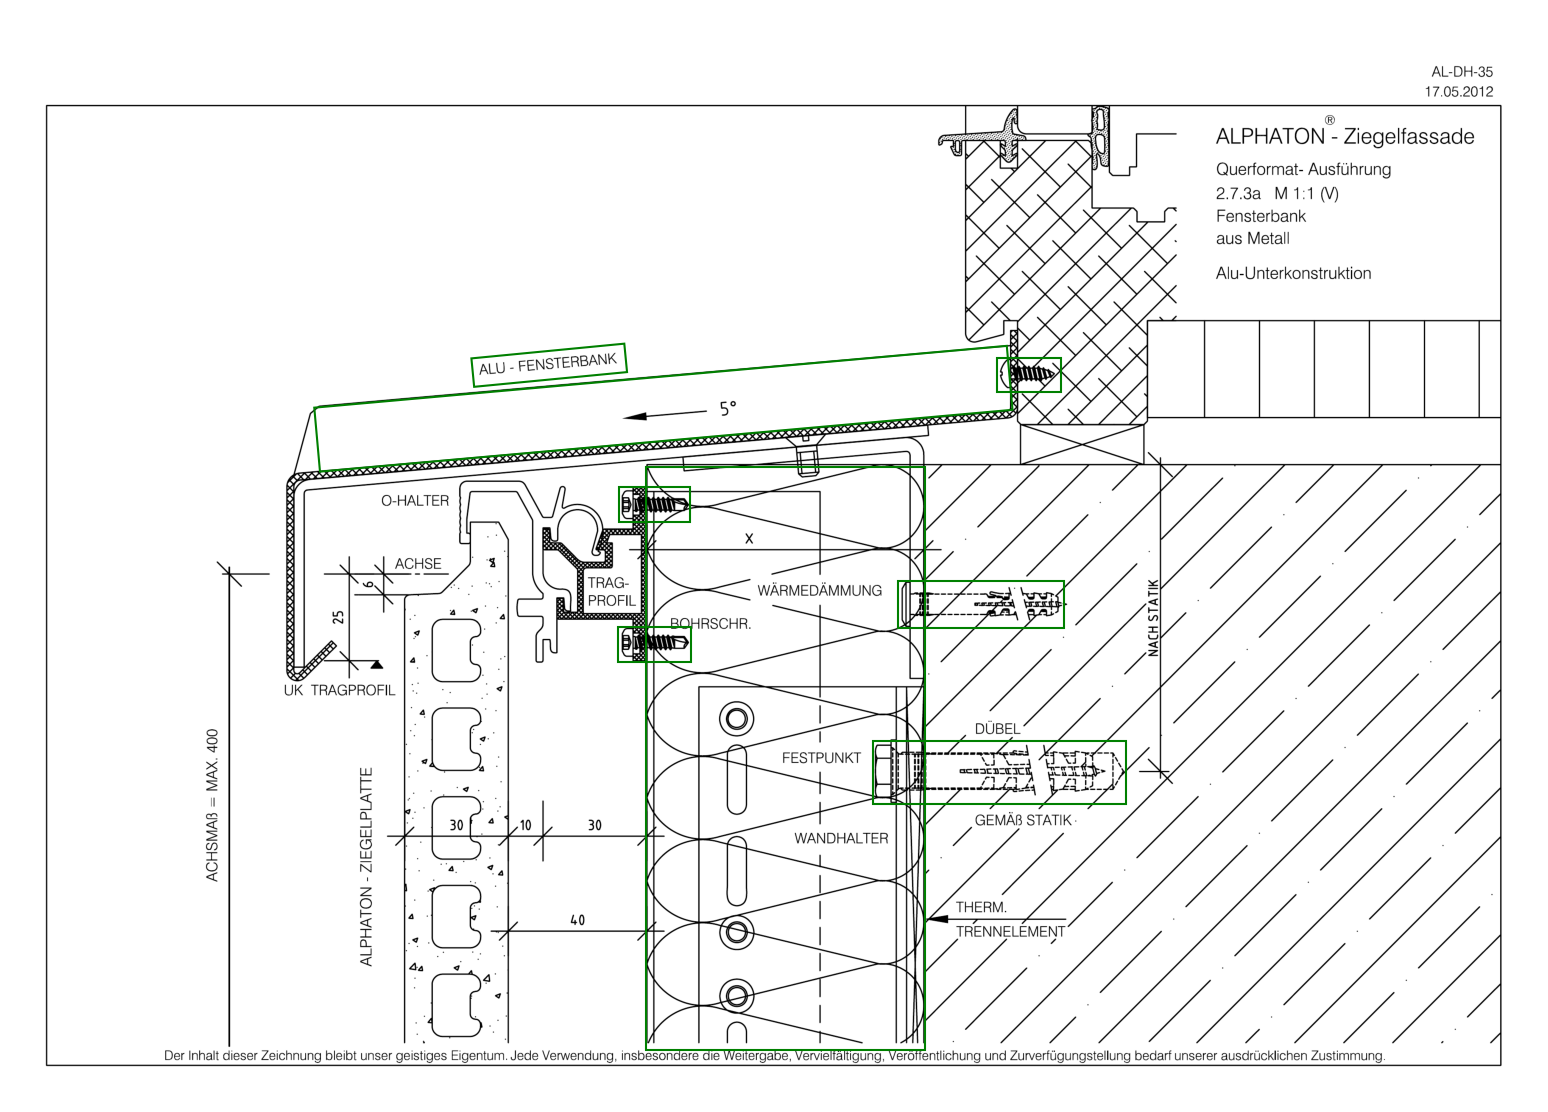 AL-DH-35
17.05.2012
ALPHATON® - Ziegelfassade
Querformat- Ausführung
2.7.3a M 1:1 (V)
Fensterbank
aus Metall
Alu-Unterkonstruktion
ALU - FENSTERBANK
5°
O-HALTER
ACHSE
6
25
TRAG-
PROFIL
X
WÄRMEDÄMMUNG
BOHRSCHR.
NACH STATIK
UK TRAGPROFIL
DÜBEL
FESTPUNKT
ACHSMAß = MAX. 400
ALPHATON - ZIEGELPLATTE
30
10
30
GEMÄß STATIK
WANDHALTER
40
THERM.
TRENNELEMENT
Der Inhalt dieser Zeichnung bleibt unser geistiges Eigentum. Jede Verwendung, insbesondere die Weitergabe, Vervielfältigung, Veröffentlichung und Zurverfügungstellung bedarf unserer ausdrücklichen Zustimmung.